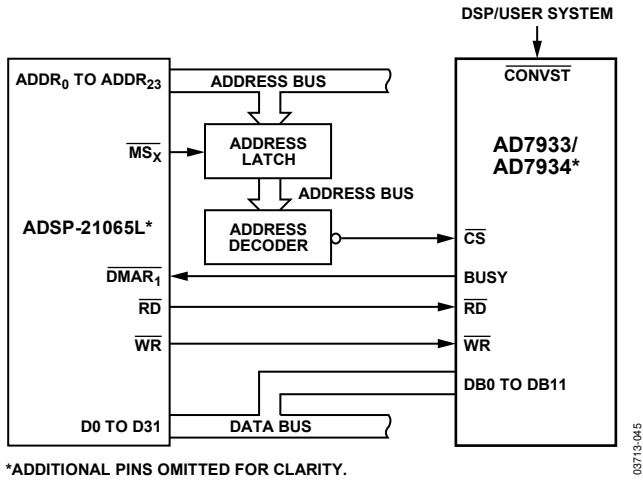 DSP/USER SYSTEM
ADDR0 TO ADDR23
ADDRESS BUS
CONVST
MSX
ADDRESS
LATCH
AD7933/
AD7934*
ADDRESS BUS
ADSP-21065L*
ADDRESS
DECODER
CS
DMAR1
BUSY
RD
RD
WR
WR
DB0 TO DB11
D0 TO D31
DATA BUS
*ADDITIONAL PINS OMITTED FOR CLARITY.
03713-045